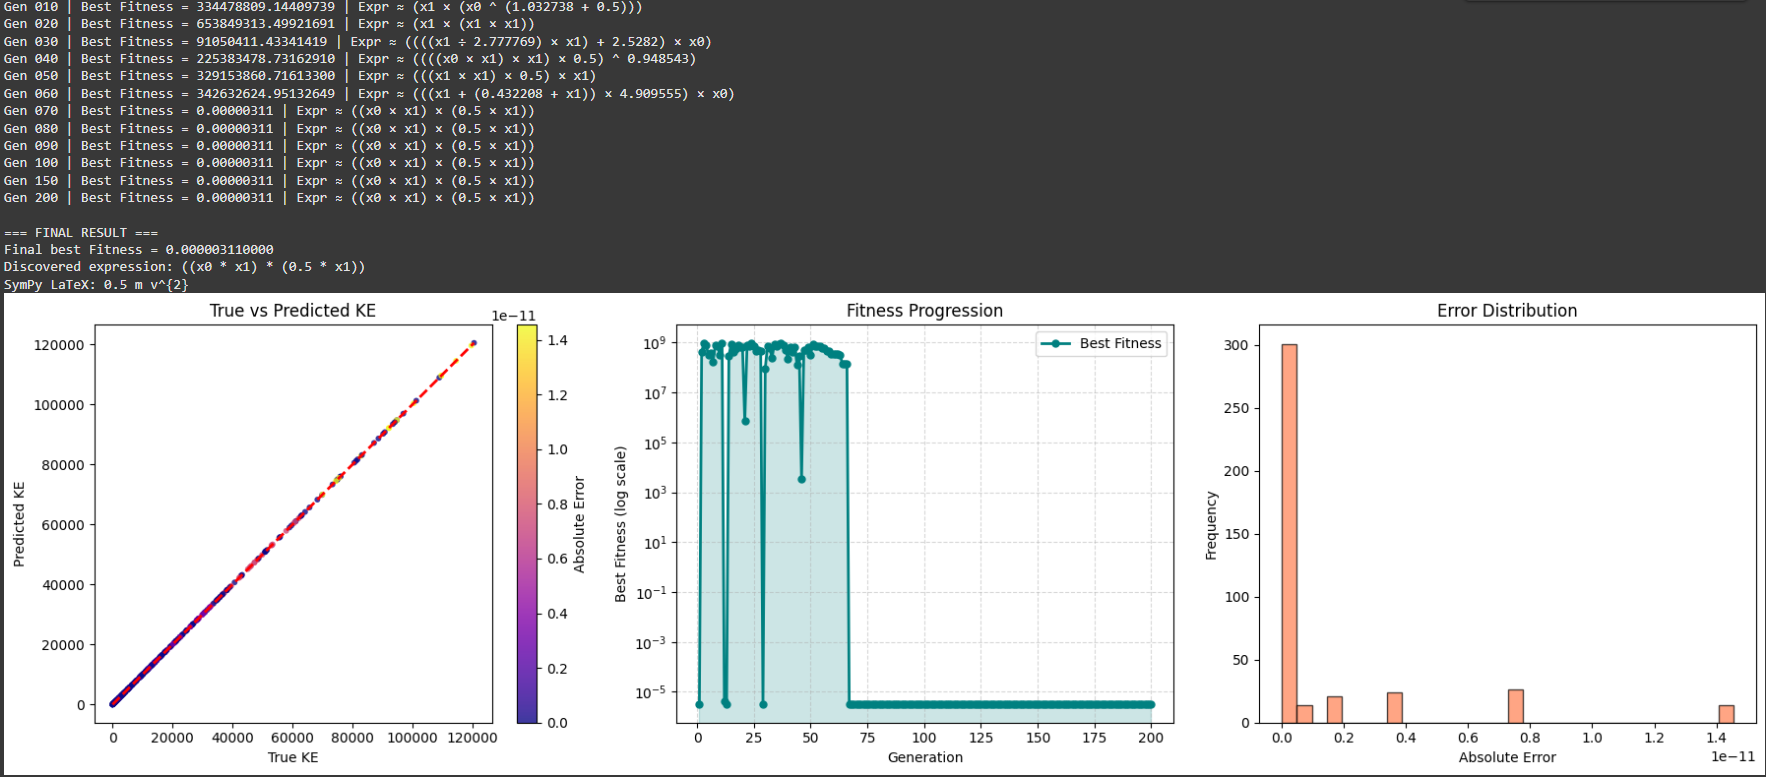 Gen 010 | Best Fitness = 334478809.14409739 | Expr ≈ (x1 × (x0 ^ (1.032738 + 0.5)))
Gen 020 | Best Fitness = 653849313.49921691 | Expr ≈ (x1 × (x1 × x1))
Gen 030 | Best Fitness = 91050411.43341419 | Expr ≈ ((((x1 ÷ 2.777769) × x1) + 2.5282) × x0)
Gen 040 | Best Fitness = 225383478.73162910 | Expr ≈ ((((x0 × x1) × x1) × 0.5) ^ 0.948543)
Gen 050 | Best Fitness = 329153860.71613300 | Expr ≈ (((x1 × x1) × 0.5) × x1)
Gen 060 | Best Fitness = 342632624.95132649 | Expr ≈ (((x1 + (0.432208 + x1)) × 4.909555) × x0)
Gen 070 | Best Fitness = 0.00000311 | Expr ≈ ((x0 × x1) × (0.5 × x1))
Gen 080 | Best Fitness = 0.00000311 | Expr ≈ ((x0 × x1) × (0.5 × x1))
Gen 090 | Best Fitness = 0.00000311 | Expr ≈ ((x0 × x1) × (0.5 × x1))
Gen 100 | Best Fitness = 0.00000311 | Expr ≈ ((x0 × x1) × (0.5 × x1))
Gen 150 | Best Fitness = 0.00000311 | Expr ≈ ((x0 × x1) × (0.5 × x1))
Gen 200 | Best Fitness = 0.00000311 | Expr ≈ ((x0 × x1) × (0.5 × x1))
=== FINAL RESULT ===
Final best Fitness = 0.000003110000
Discovered expression: ((x0 * x1) * (0.5 * x1))
SymPy LaTeX: 0.5 m v^{2}
True vs Predicted KE
120000
100000
80000
60000
40000
20000
0
Predicted KE
0 20000 40000 60000 80000 100000 120000
True KE
1e−11
1.4
1.2
1.0
0.8
0.6
0.4
0.2
0.0
Absolute Error
Fitness Progression
Best Fitness
10⁹
10⁷
10⁵
10³
10¹
10⁻¹
10⁻³
10⁻⁵
Best Fitness (log scale)
0 25 50 75 100 125 150 175 200
Generation
Error Distribution
300
250
200
150
100
50
0
Frequency
0.0 0.2 0.4 0.6 0.8 1.0 1.2 1.4
1e−11
Absolute Error